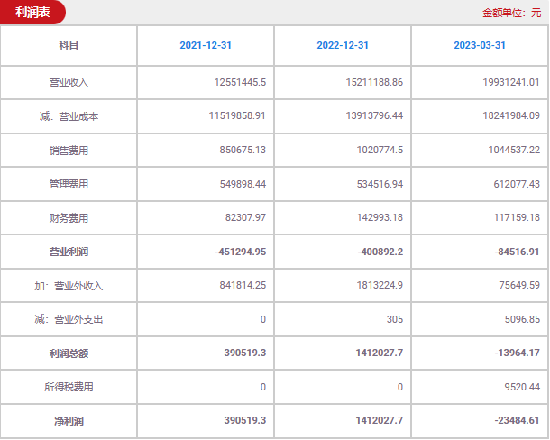 利润表
金额单位：元
科目 2021-12-31 2022-12-31 2023-03-31
营业收入 12551445.5 15211188.86 19931241.01
减：营业成本 11519858.91 13913796.44 18241984.09
销售费用 850675.13 1020774.5 1044537.22
管理费用 549898.44 534516.94 612077.43
财务费用 82307.97 142993.18 117159.18
营业利润 451294.95 400892.2 84516.91
加：营业外收入 841814.25 1813224.9 75649.59
减：营业外支出 0 305 5096.85
利润总额 390519.3 1412027.7 13964.17
所得税费用 0 0 9520.44
净利润 390519.3 1412027.7 -23484.61